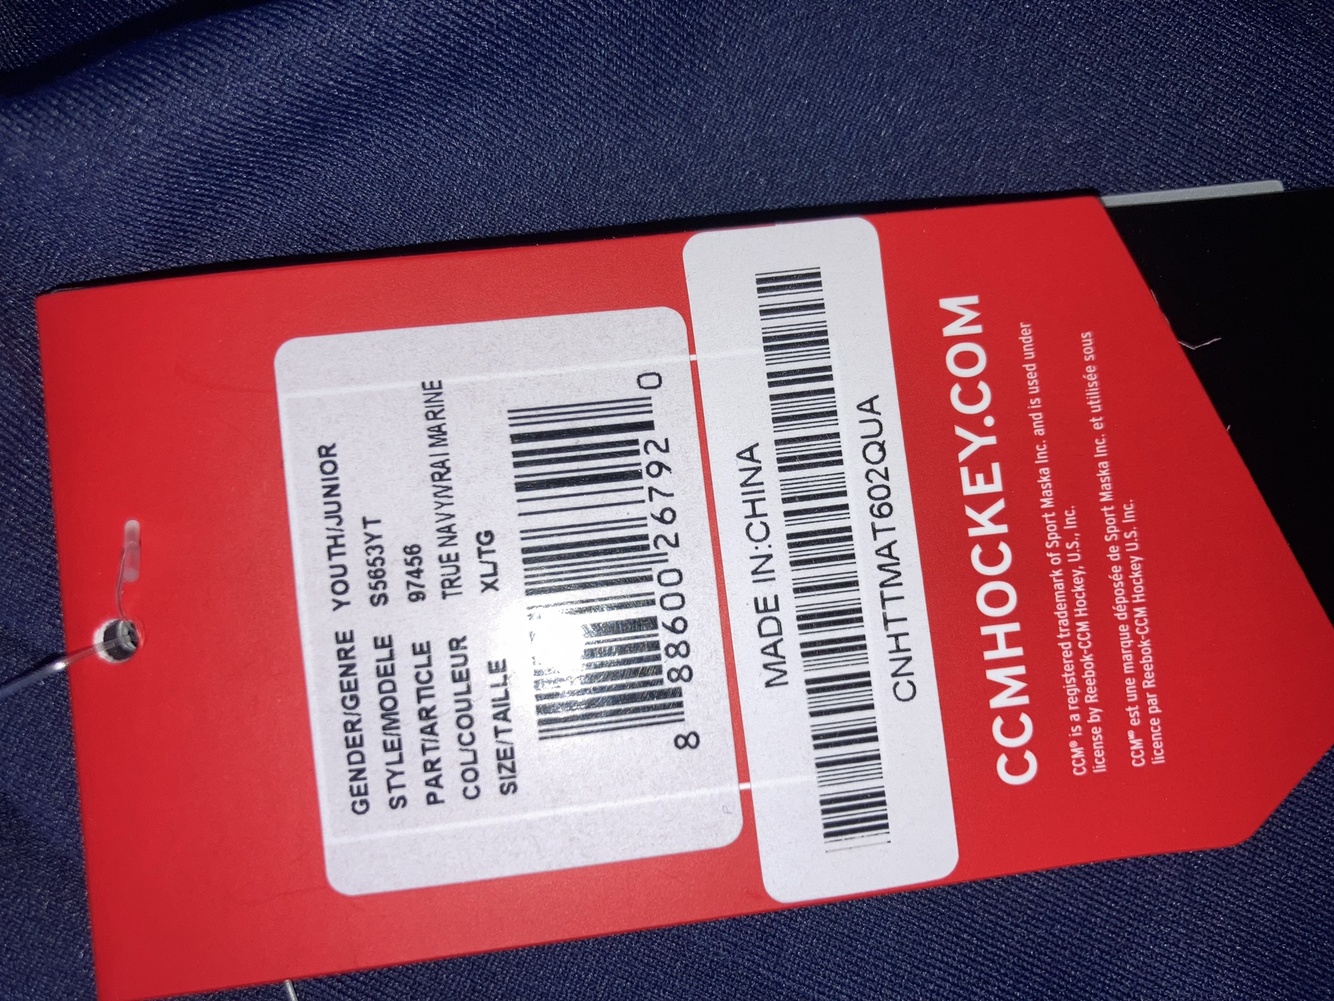 GENDER/GENRE YOUTH/JUNIOR
STYLE/MODELE S5653YT
PART/ARTICLE 97456
COL/COULEUR TRUE NAVY/VRAI MARINE
SIZE/TAILLE XL/TG
8 88600 26792 0
MADE IN:CHINA
CNHTTMAT602QUA
CCMHOCKEY.COM
CCM® is a registered trademark of Sport Maska Inc. and is used under
license by Reebok-CCM Hockey, U.S., Inc.
CCMᴹᴰ est une marque déposée de Sport Maska Inc. et utilisée sous
licence par Reebok-CCM Hockey U.S. Inc.